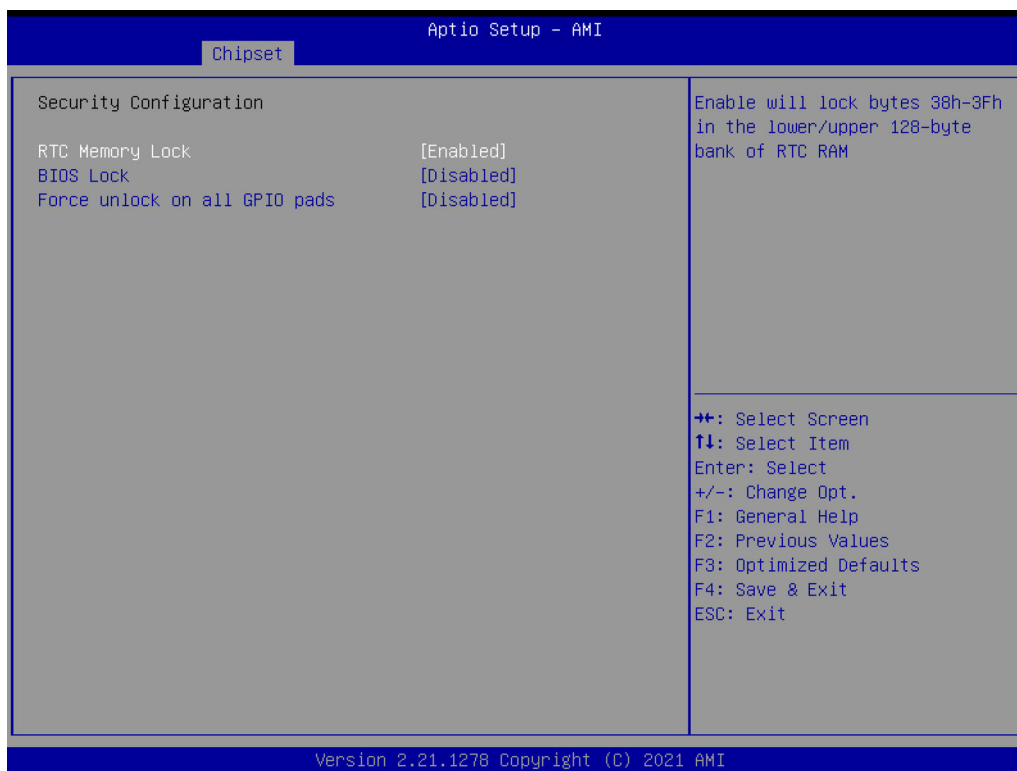 Aptio Setup – AMI
Chipset
Security Configuration
RTC Memory Lock [Enabled]
BIOS Lock [Disabled]
Force unlock on all GPIO pads [Disabled]
Enable will lock bytes 38h-3Fh
in the lower/upper 128-byte
bank of RTC RAM
→←: Select Screen
↑↓: Select Item
Enter: Select
+/-: Change Opt.
F1: General Help
F2: Previous Values
F3: Optimized Defaults
F4: Save & Exit
ESC: Exit
Version 2.21.1278 Copyright (C) 2021 AMI